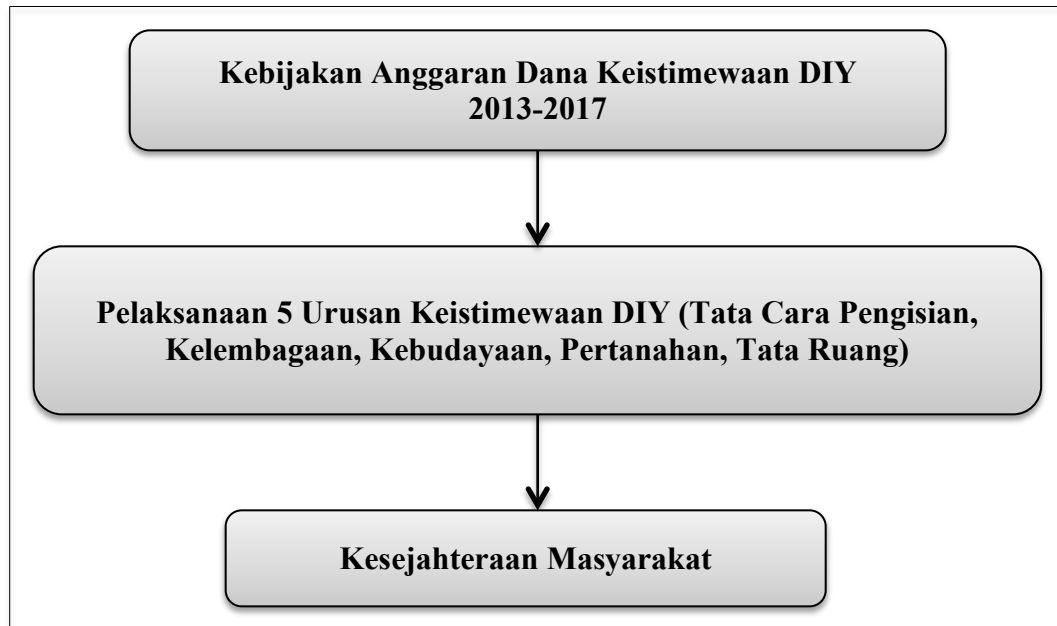 Kebijakan Anggaran Dana Keistimewaan DIY
2013-2017
Pelaksanaan 5 Urusan Keistimewaan DIY (Tata Cara Pengisian,
Kelembagaan, Kebudayaan, Pertanahan, Tata Ruang)
Kesejahteraan Masyarakat